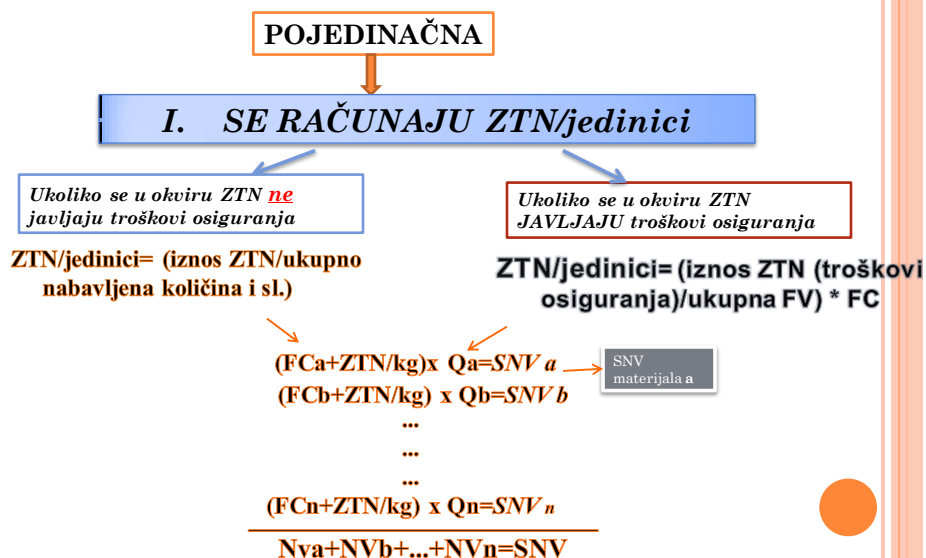 POJEDINAČNA
I. SE RAČUNAJU ZTN/jedinici
Ukoliko se u okviru ZTN ne
javljaju troškovi osiguranja
Ukoliko se u okviru ZTN
JAVLJAJU troškovi osiguranja
ZTN/jedinici= (iznos ZTN/ukupno
nabavljena količina i sl.)
ZTN/jedinici= (iznos ZTN (troškovi
osiguranja)/ukupna FV) * FC
(FCa+ZTN/kg)x Qa=SNV a
SNV
materijala a
(FCb+ZTN/kg) x Qb=SNV b
...
...
...
(FCn+ZTN/kg) x Qn=SNV n
Nva+NVb+...+NVn=SNV